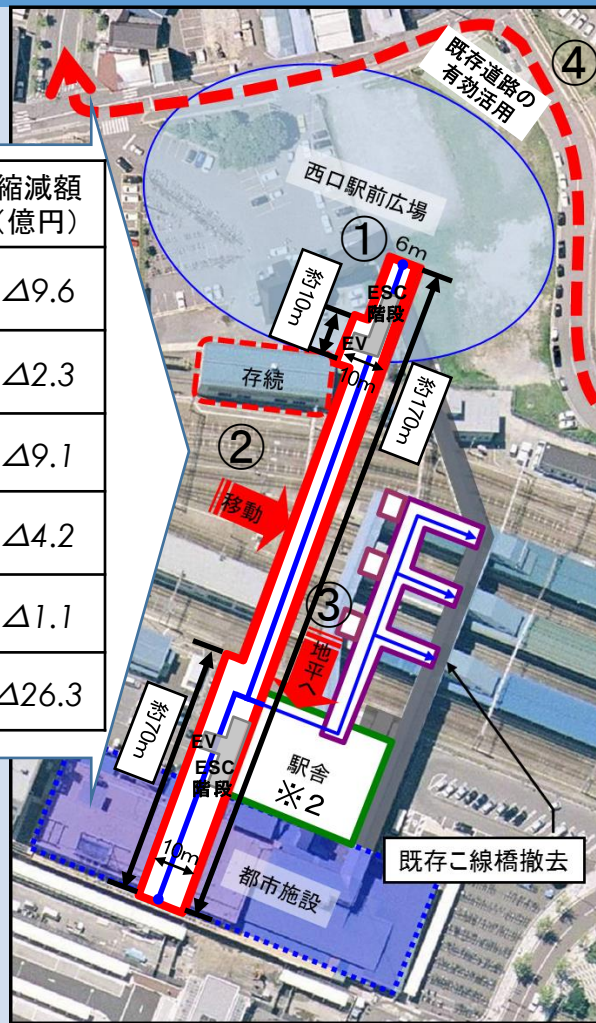 縮減額
(億円)
△9.6
△2.3
△9.1
△4.2
△1.1
△26.3
④
既存道路の
有効活用
西口駅前広場
①
6m
ESC
階段
約10m
EV
10m
存続
約170m
②
移動
③
地平へ
約70m
EV
ESC
階段
駅舎
※2
10m
都市施設
既存こ線橋撤去